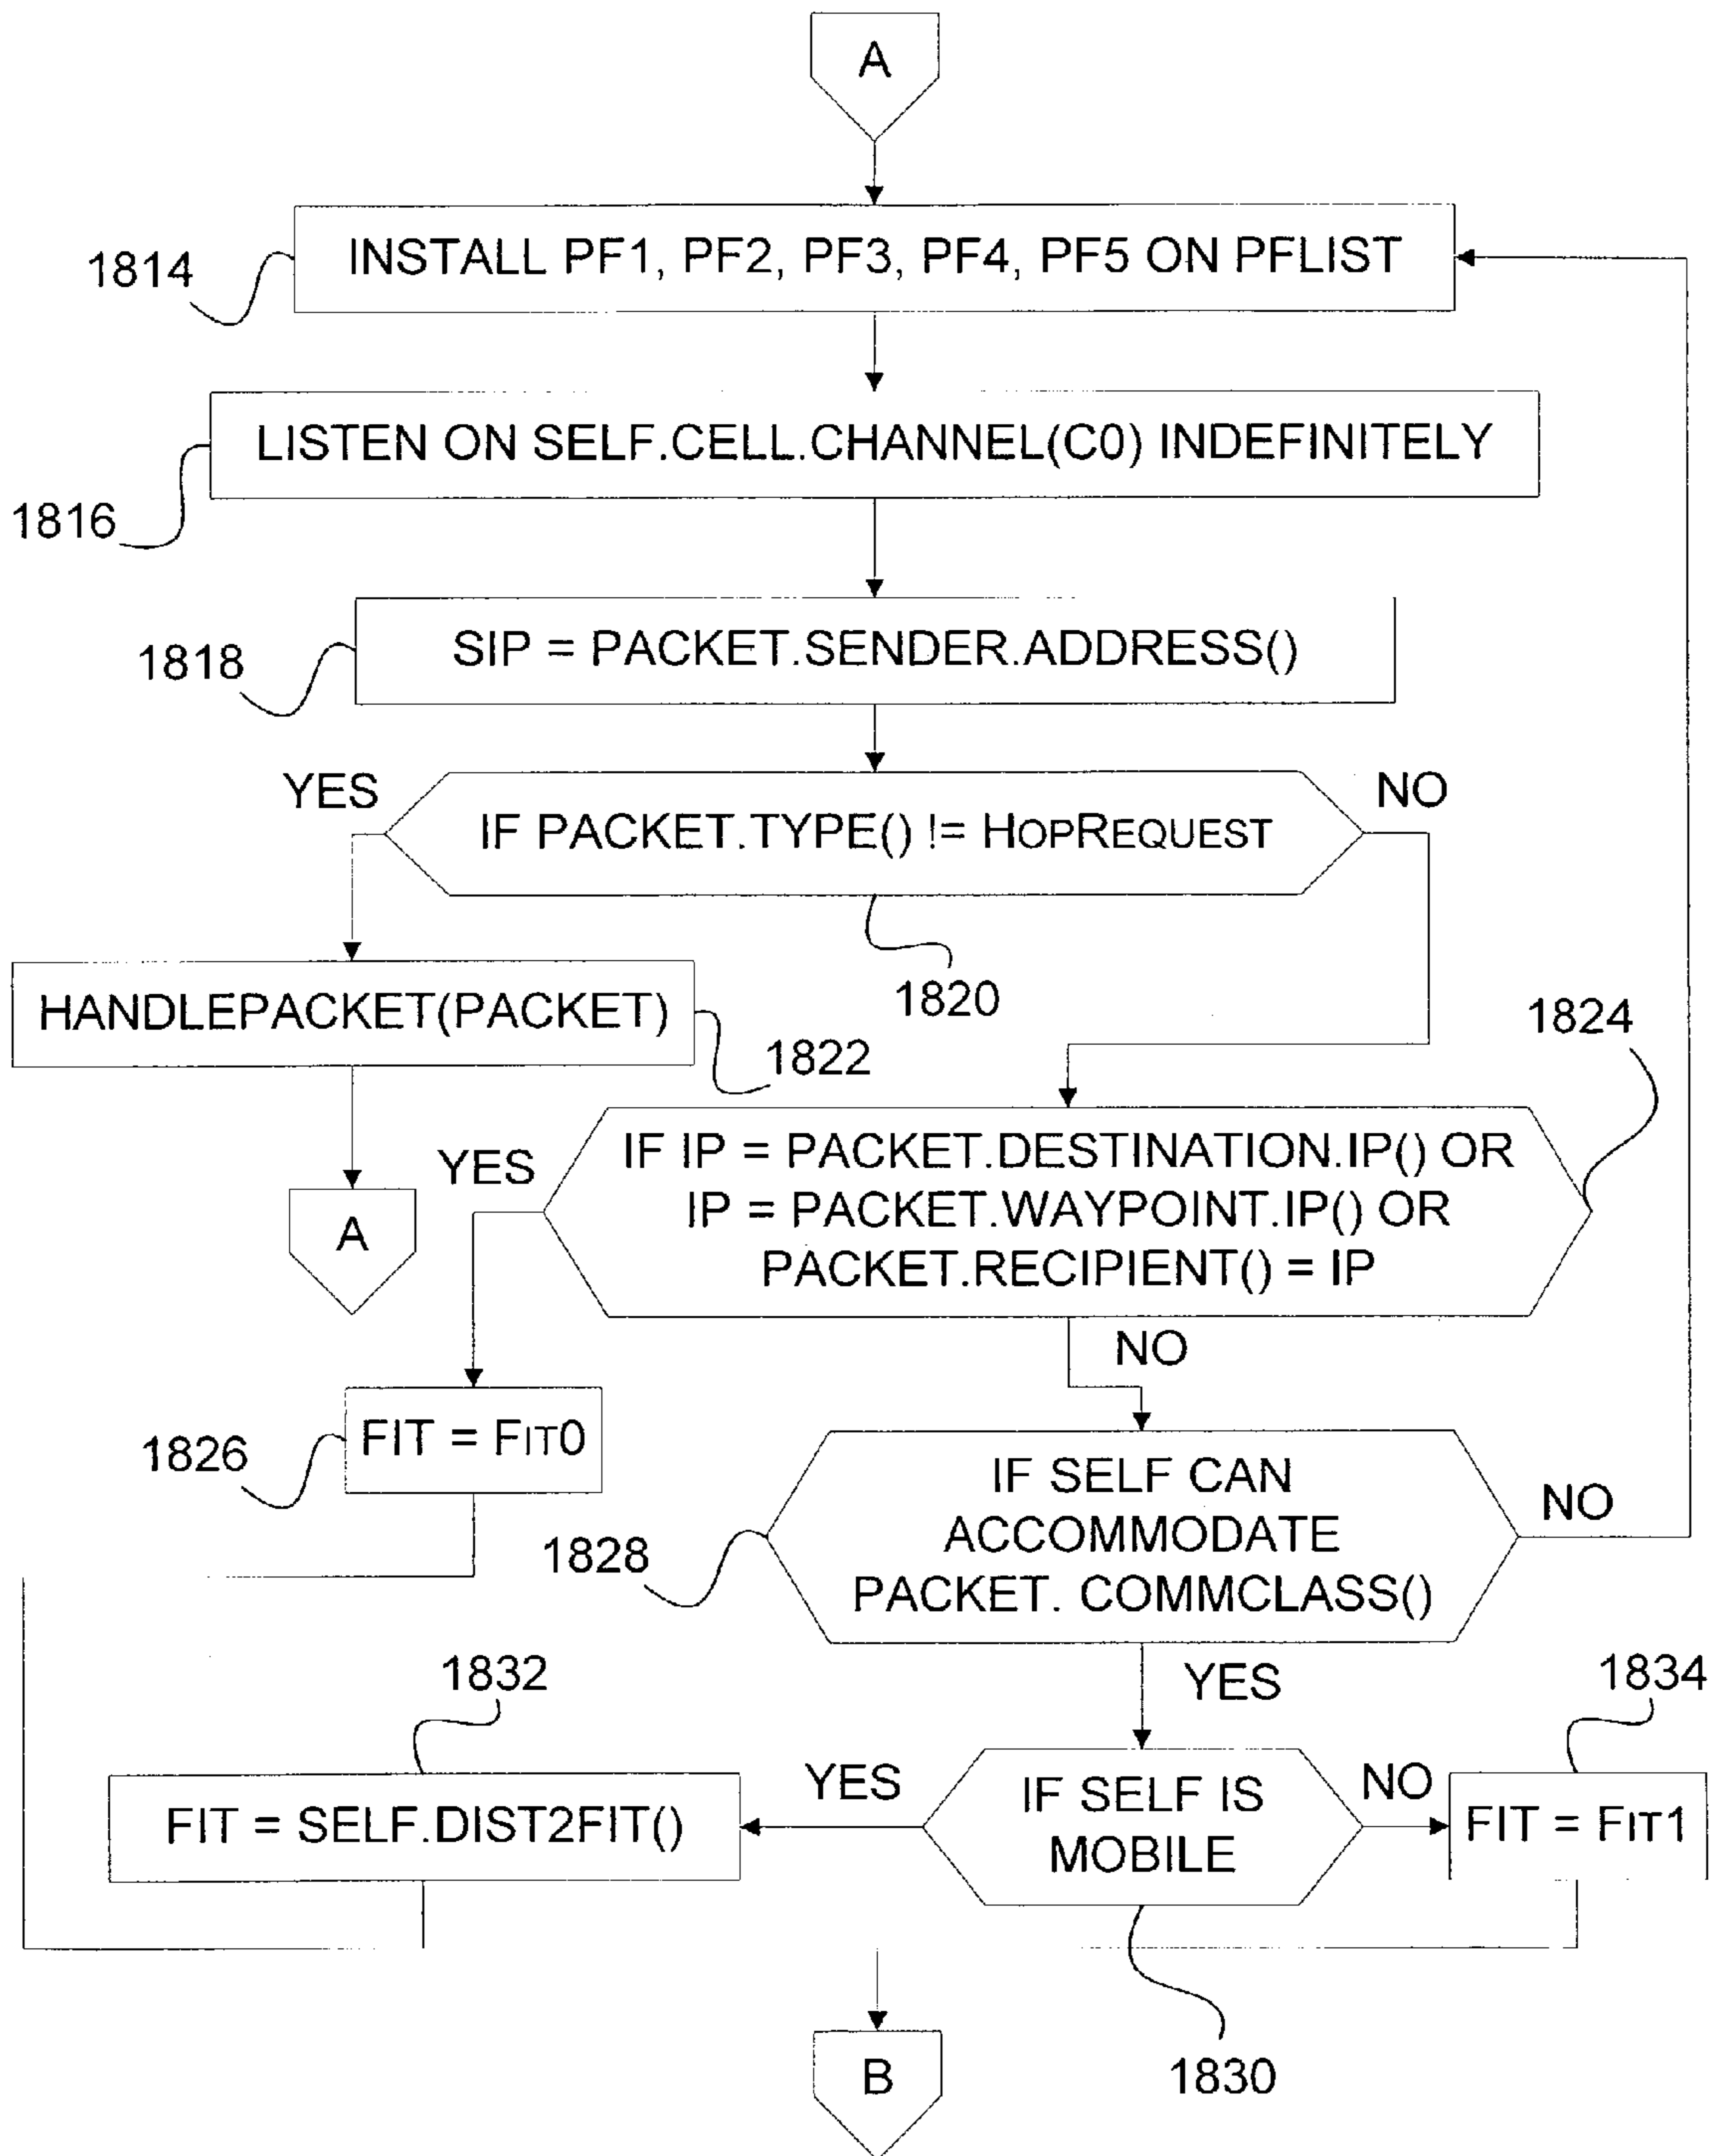 A
INSTALL PF1, PF2, PF3, PF4, PF5 ON PFLIST
1814
LISTEN ON SELF.CELL.CHANNEL(C0) INDEFINITELY
1816
SIP = PACKET.SENDER.ADDRESS()
1818
YES
NO
IF PACKET.TYPE() != HOPREQUEST
1820
HANDLEPACKET(PACKET)
1822
1824
A
YES
IF IP = PACKET.DESTINATION.IP() OR
IP = PACKET.WAYPOINT.IP() OR
PACKET.RECIPIENT() = IP
NO
FIT = FIT0
1826
IF SELF CAN
ACCOMMODATE
PACKET. COMMCLASS()
NO
1828
YES
1832
1834
FIT = SELF.DIST2FIT()
YES
IF SELF IS
MOBILE
NO
FIT = FIT1
1830
B